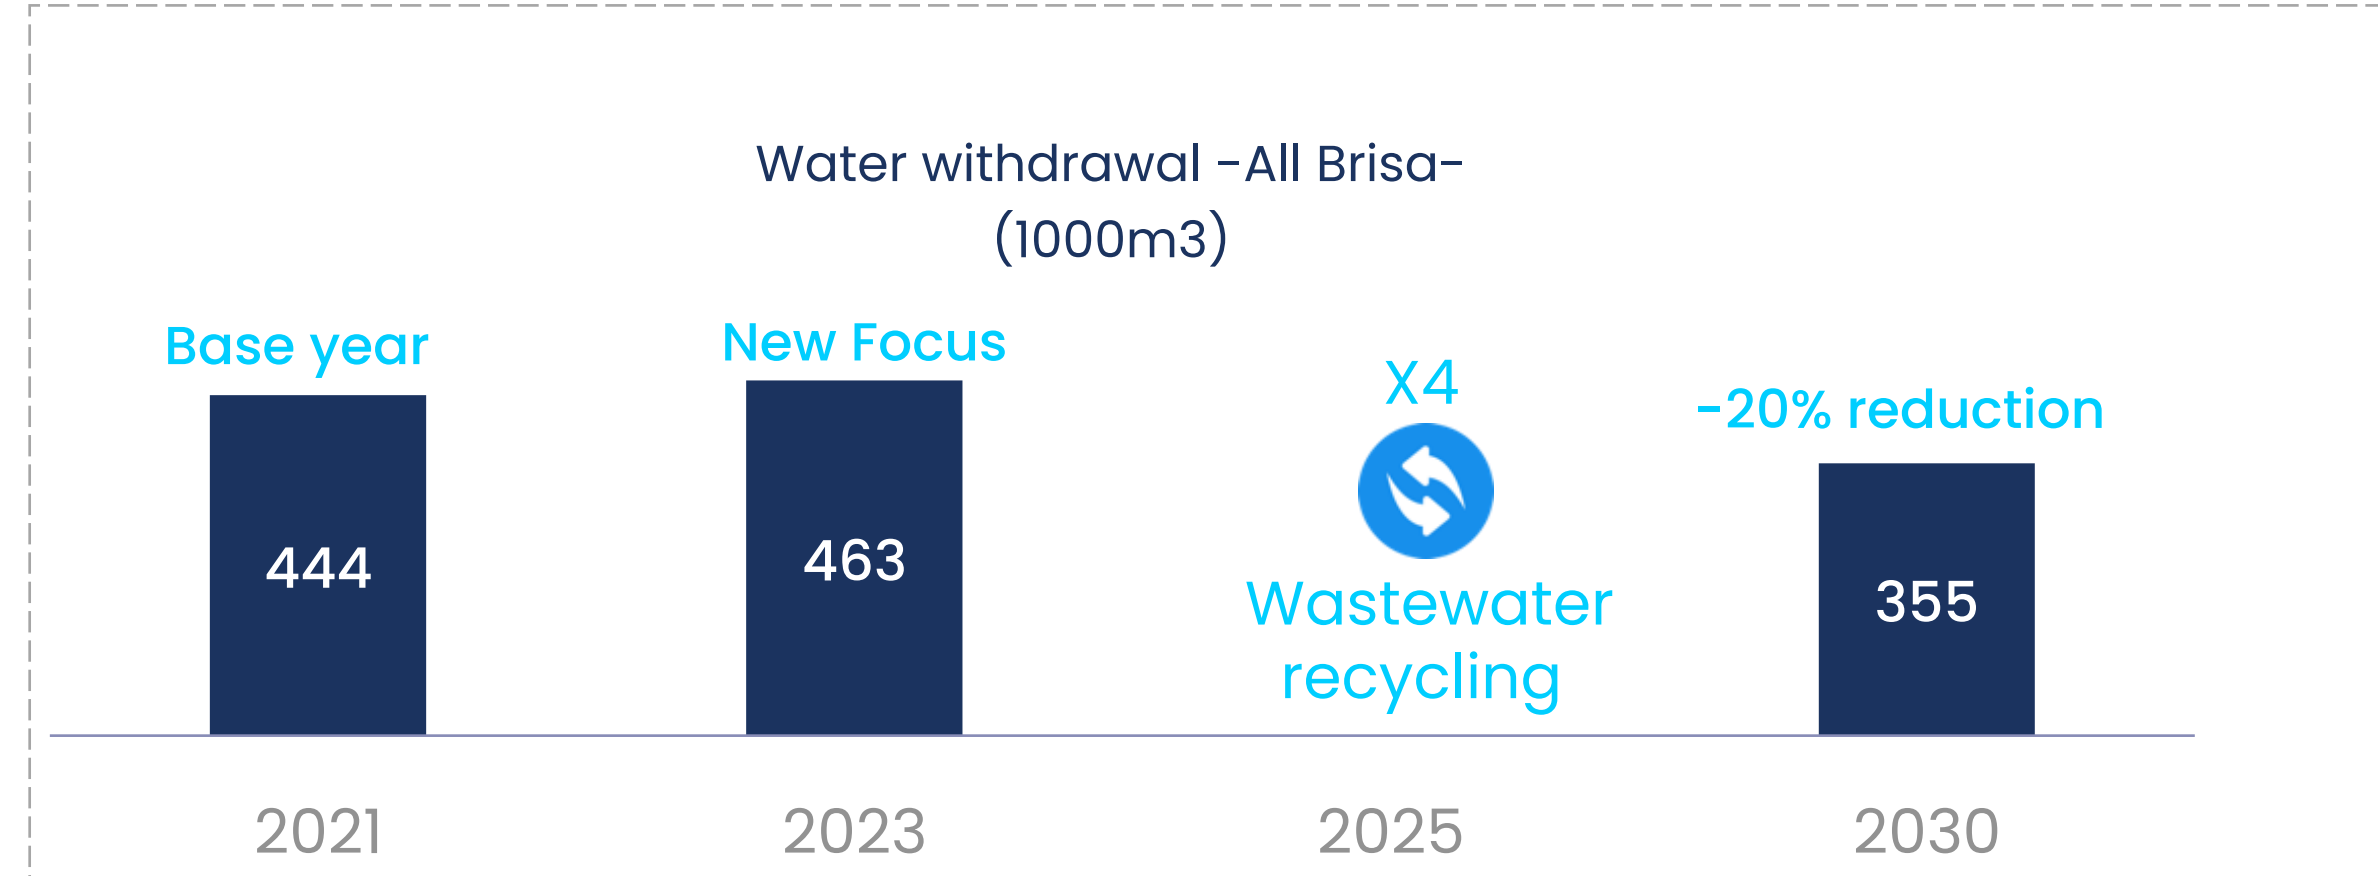 Water withdrawal -All Brisa-
(1000m3)
Base year
New Focus
X4
-20% reduction
444
463
Wastewater
recycling
355
2021
2023
2025
2030